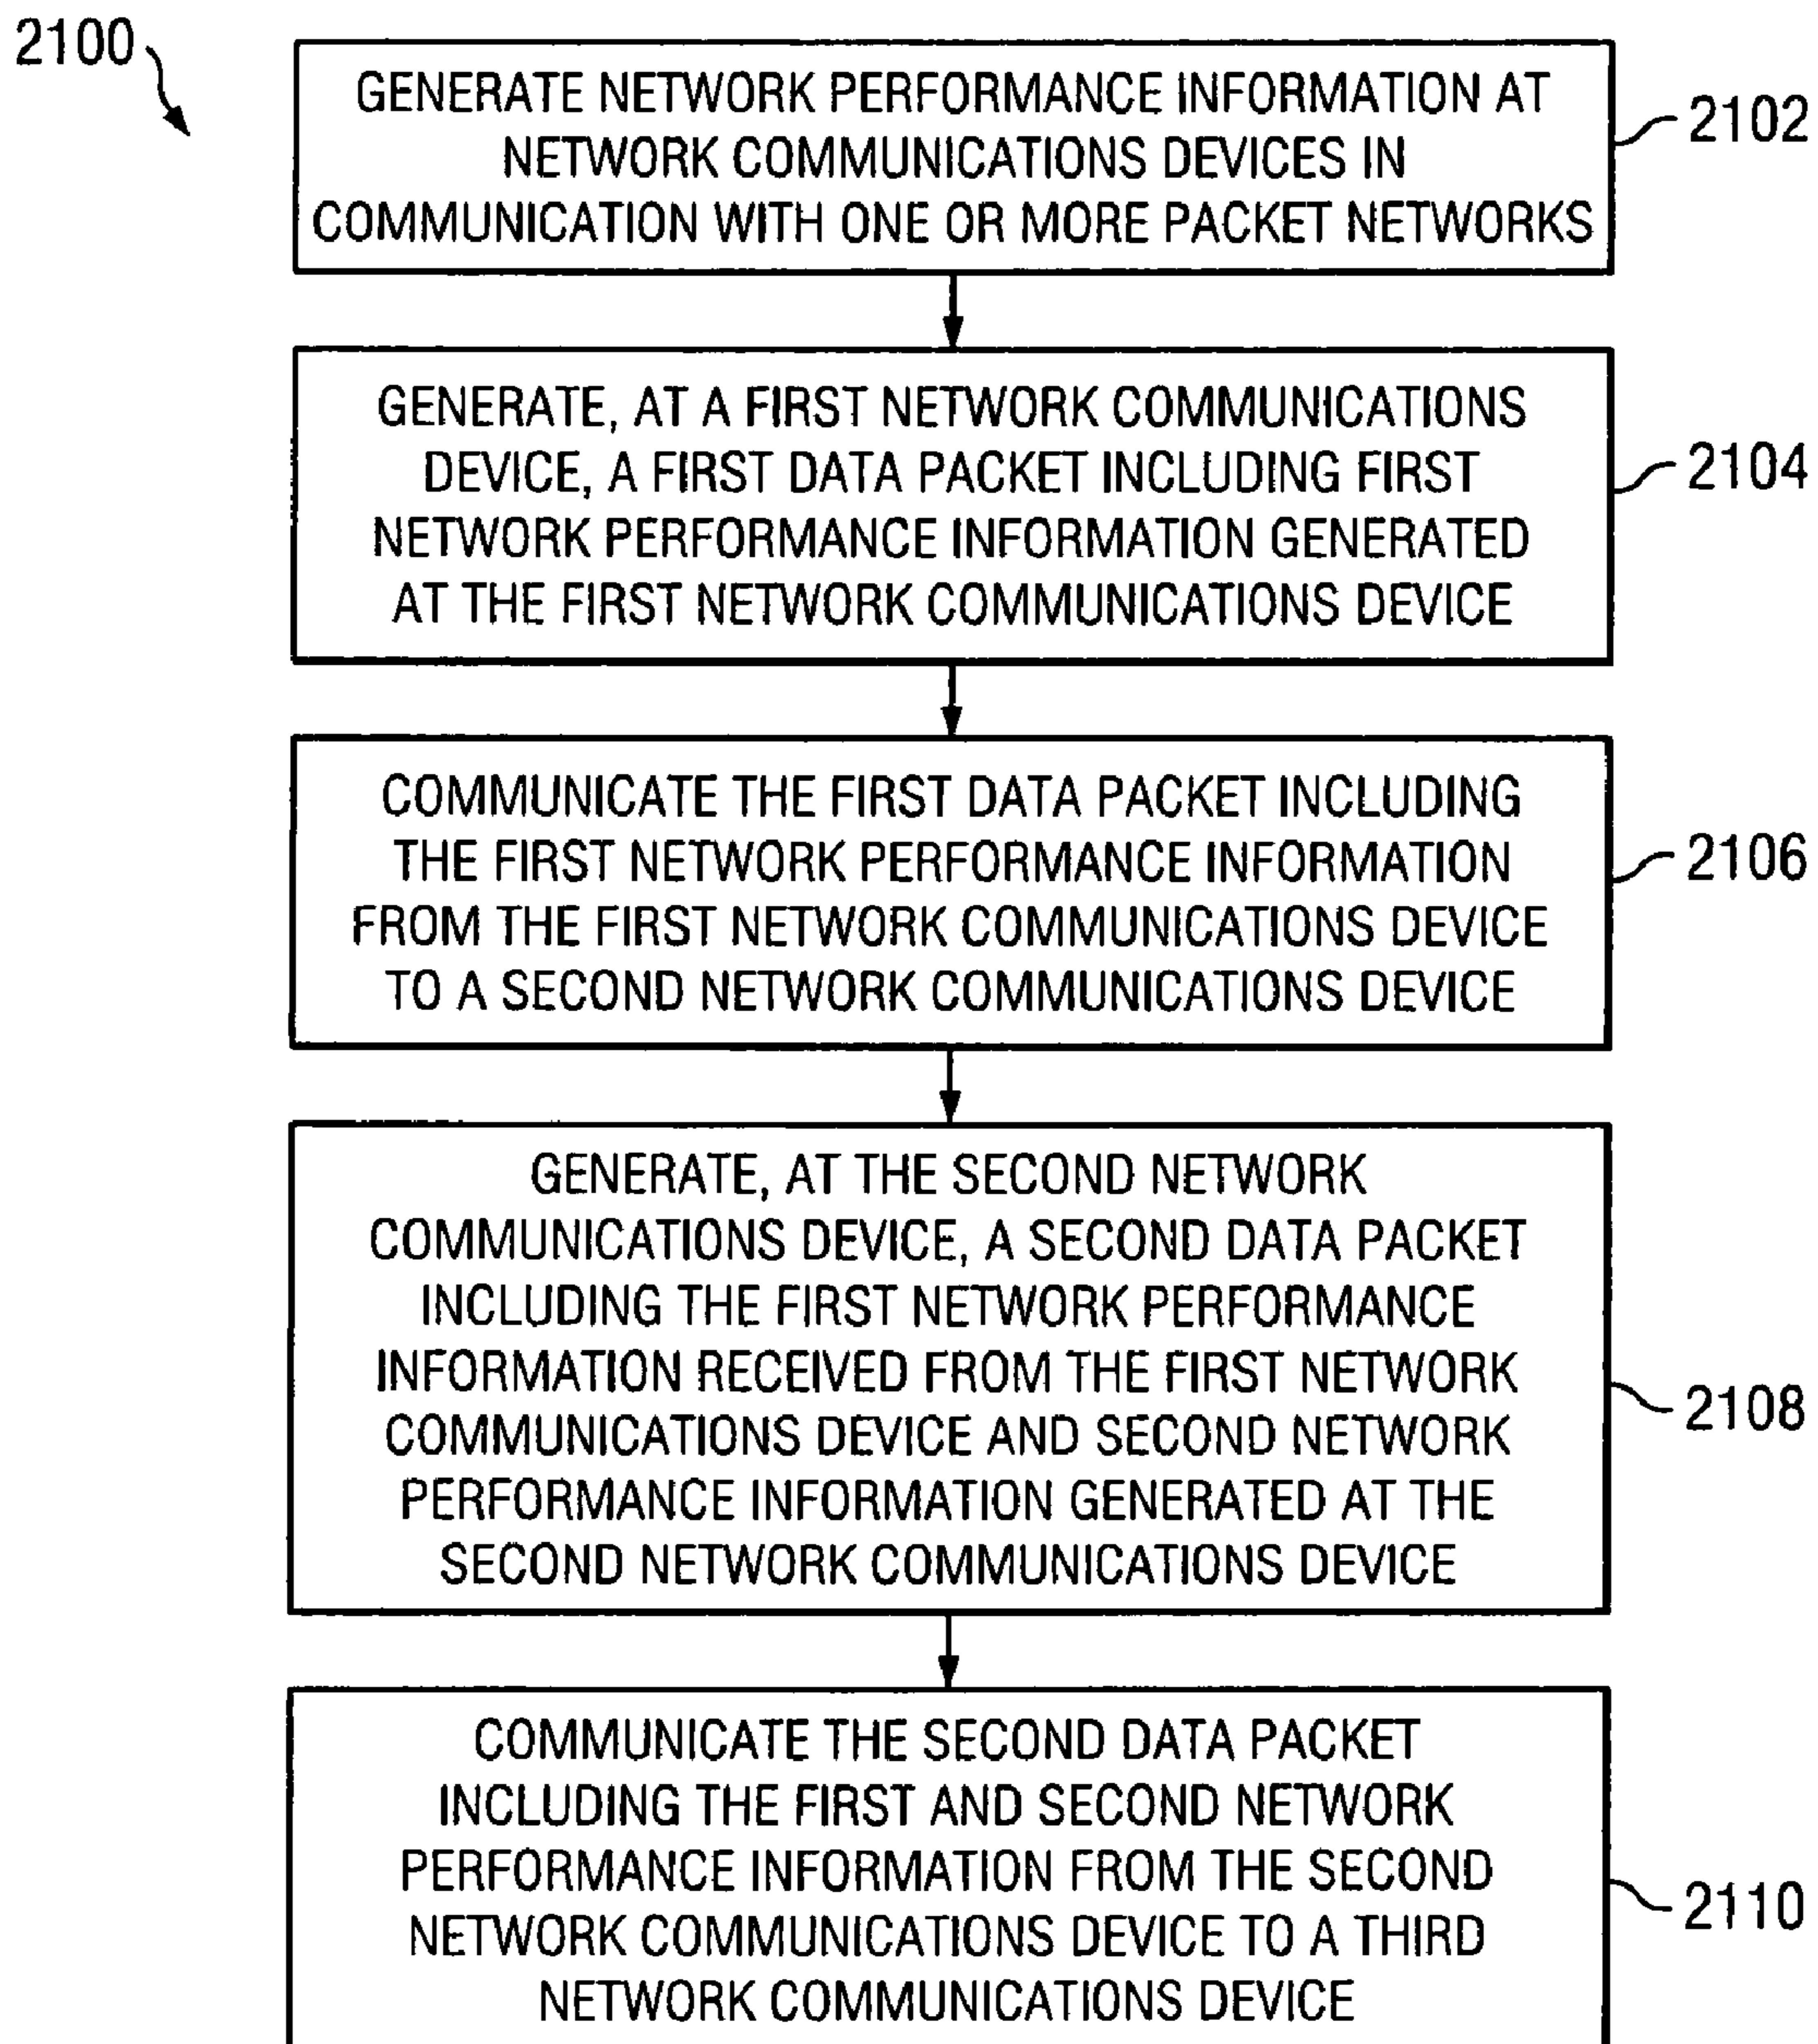 2100
GENERATE NETWORK PERFORMANCE INFORMATION AT
NETWORK COMMUNICATIONS DEVICES IN
COMMUNICATION WITH ONE OR MORE PACKET NETWORKS
2102
GENERATE, AT A FIRST NETWORK COMMUNICATIONS
DEVICE, A FIRST DATA PACKET INCLUDING FIRST
NETWORK PERFORMANCE INFORMATION GENERATED
AT THE FIRST NETWORK COMMUNICATIONS DEVICE
2104
COMMUNICATE THE FIRST DATA PACKET INCLUDING
THE FIRST NETWORK PERFORMANCE INFORMATION
FROM THE FIRST NETWORK COMMUNICATIONS DEVICE
TO A SECOND NETWORK COMMUNICATIONS DEVICE
2106
GENERATE, AT THE SECOND NETWORK
COMMUNICATIONS DEVICE, A SECOND DATA PACKET
INCLUDING THE FIRST NETWORK PERFORMANCE
INFORMATION RECEIVED FROM THE FIRST NETWORK
COMMUNICATIONS DEVICE AND SECOND NETWORK
PERFORMANCE INFORMATION GENERATED AT THE
SECOND NETWORK COMMUNICATIONS DEVICE
2108
COMMUNICATE THE SECOND DATA PACKET
INCLUDING THE FIRST AND SECOND NETWORK
PERFORMANCE INFORMATION FROM THE SECOND
NETWORK COMMUNICATIONS DEVICE TO A THIRD
NETWORK COMMUNICATIONS DEVICE
2110